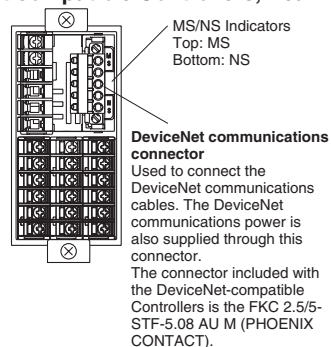 MS/NS Indicators
Top: MS
Bottom: NS
MS
NS
DeviceNet communications
connector
Used to connect the
DeviceNet communications
cables. The DeviceNet
communications power is
also supplied through this
connector.
The connector included with
the DeviceNet-compatible
Controllers is the FKC 2.5/5-
STF-5.08 AU M (PHOENIX
CONTACT).